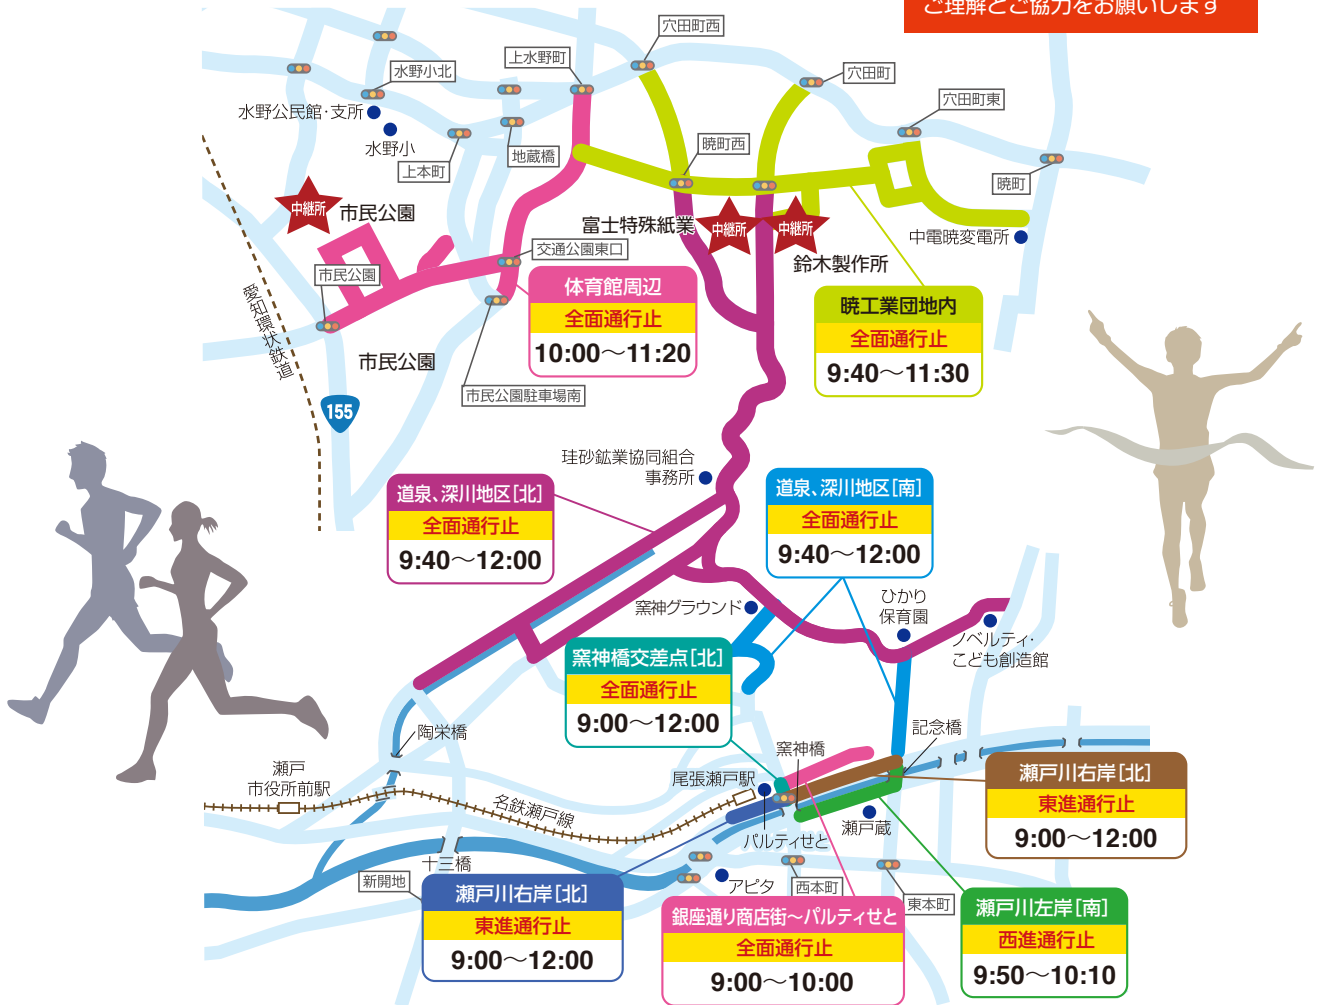 ご理解とご協力をお願いします
穴田町西
上水野町
穴田町
水野小北
穴田町東
水野公民館・支所
水野小
上本町
地蔵橋
暁町西
暁町
中継所
市民公園
富士特殊紙業
中継所
中継所
鈴木製作所
中電暁変電所
交通公園東口
市民公園
愛知環状鉄道
市民公園
155
市民公園駐車場南
体育館周辺
全面通行止
10:00〜11:20
暁工業団地内
全面通行止
9:40〜11:30
珪砂鉱業協同組合
事務所
道泉、深川地区[北]
全面通行止
9:40〜12:00
道泉、深川地区[南]
全面通行止
9:40〜12:00
窯神グラウンド
ひかり
保育園
ノベルティ・
こども創造館
窯神橋交差点[北]
全面通行止
9:00〜12:00
陶栄橋
記念橋
窯神橋
瀬戸
市役所前駅
尾張瀬戸駅
名鉄瀬戸線
パルティせと
瀬戸蔵
瀬戸川右岸[北]
東進通行止
9:00〜12:00
十三橋
新開地
アピタ
西本町
東本町
瀬戸川右岸[北]
東進通行止
9:00〜12:00
銀座通り商店街〜パルティせと
全面通行止
9:00〜10:00
瀬戸川左岸[南]
西進通行止
9:50〜10:10